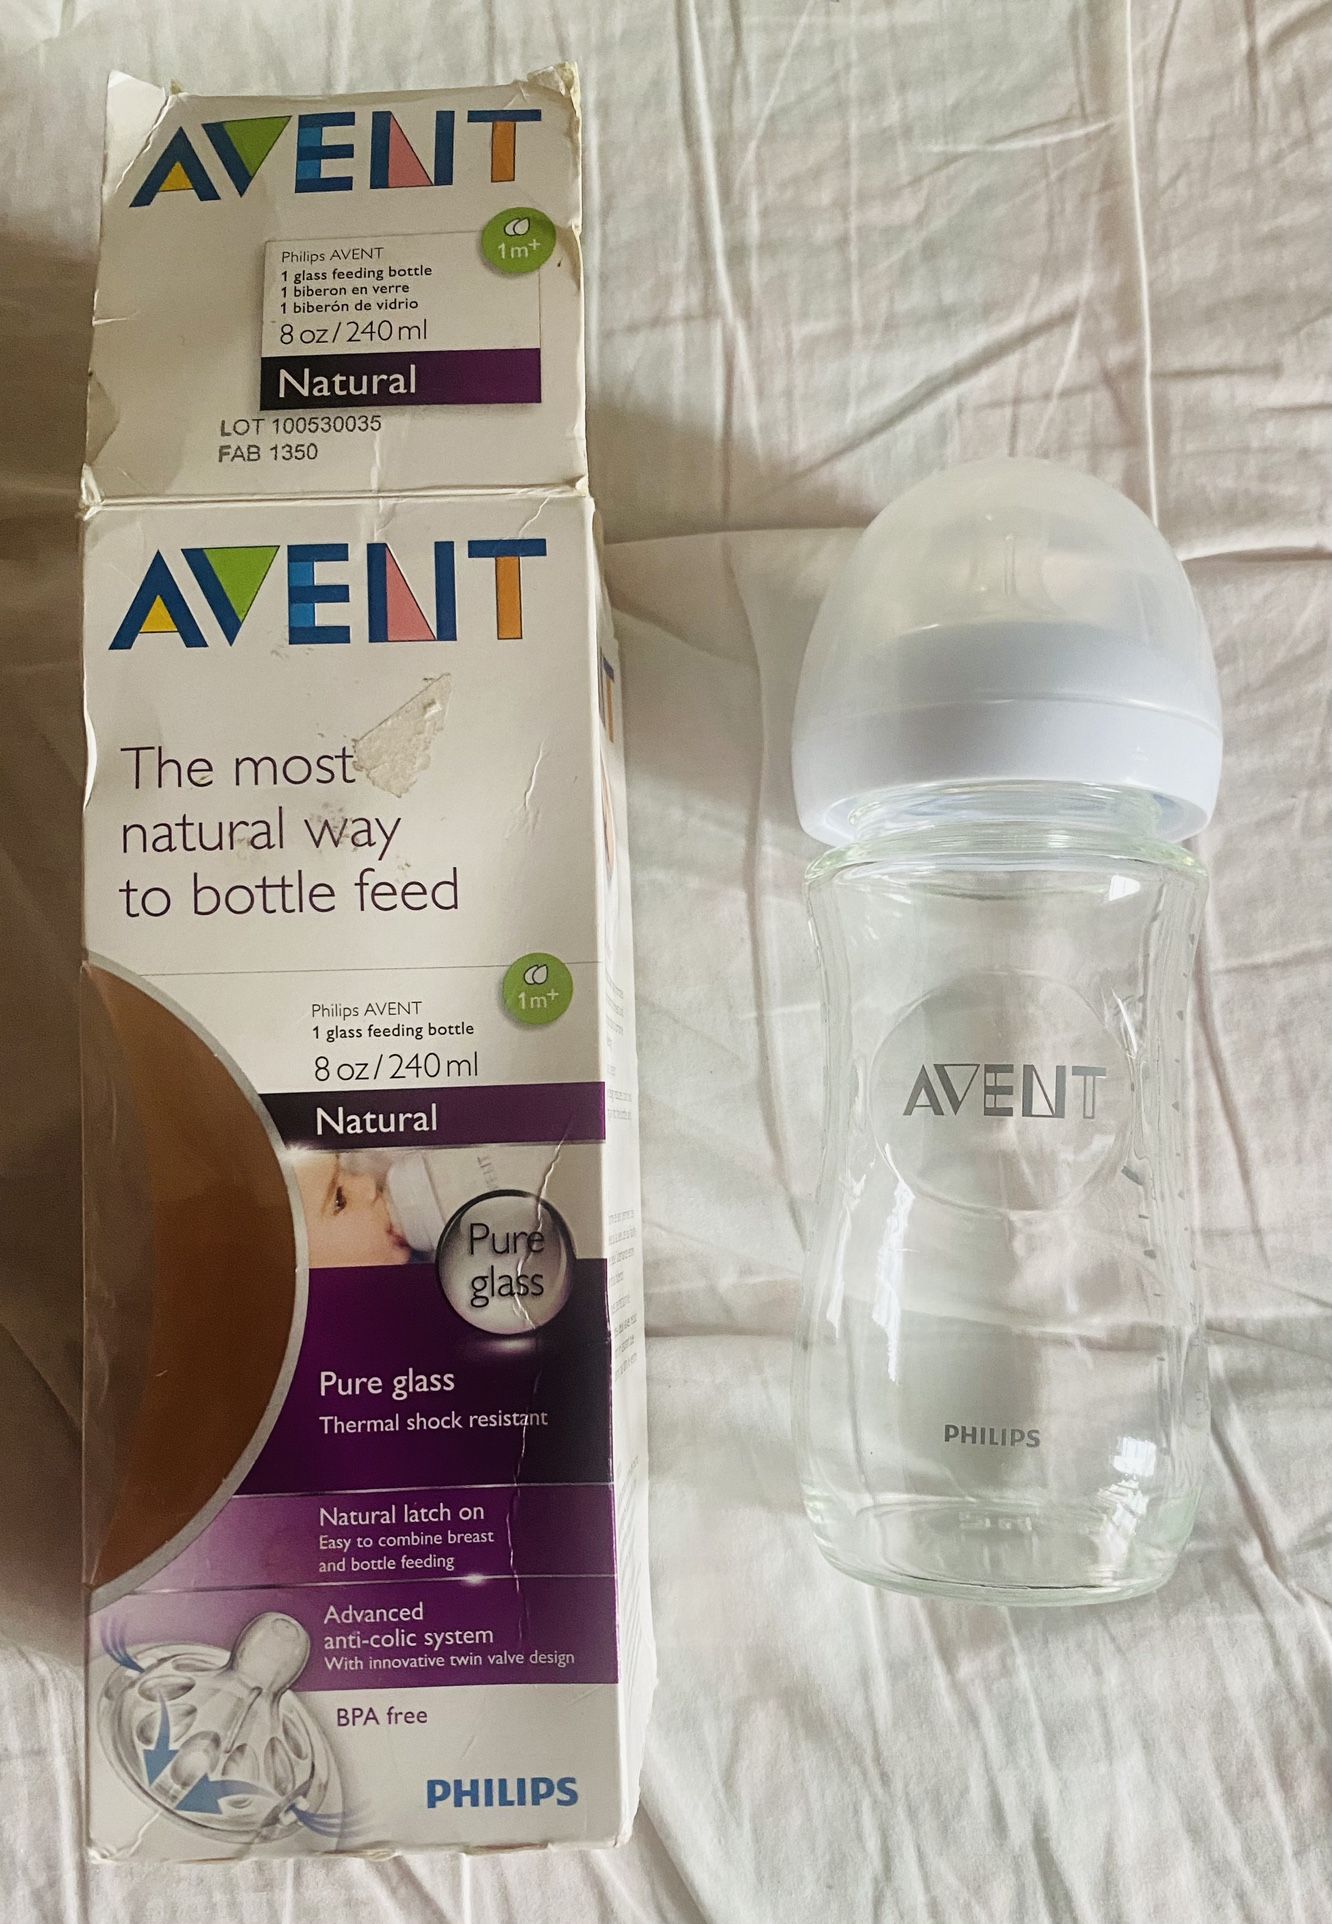 AVENT
1m+
Philips AVENT
1 glass feeding bottle
1 biberon en verre
1 biberón de vidrio
8 oz/240 ml
Natural
LOT 100530035
FAB 1350
AVENT
The most
natural way
to bottle feed
1m+
Philips AVENT
1 glass feeding bottle
8 oz/240 ml
Natural
Pure
glass
Pure glass
Thermal shock resistant
Natural latch on
Easy to combine breast
and bottle feeding
Advanced
anti-colic system
With innovative twin valve design
BPA free
PHILIPS
AVENT
PHILIPS